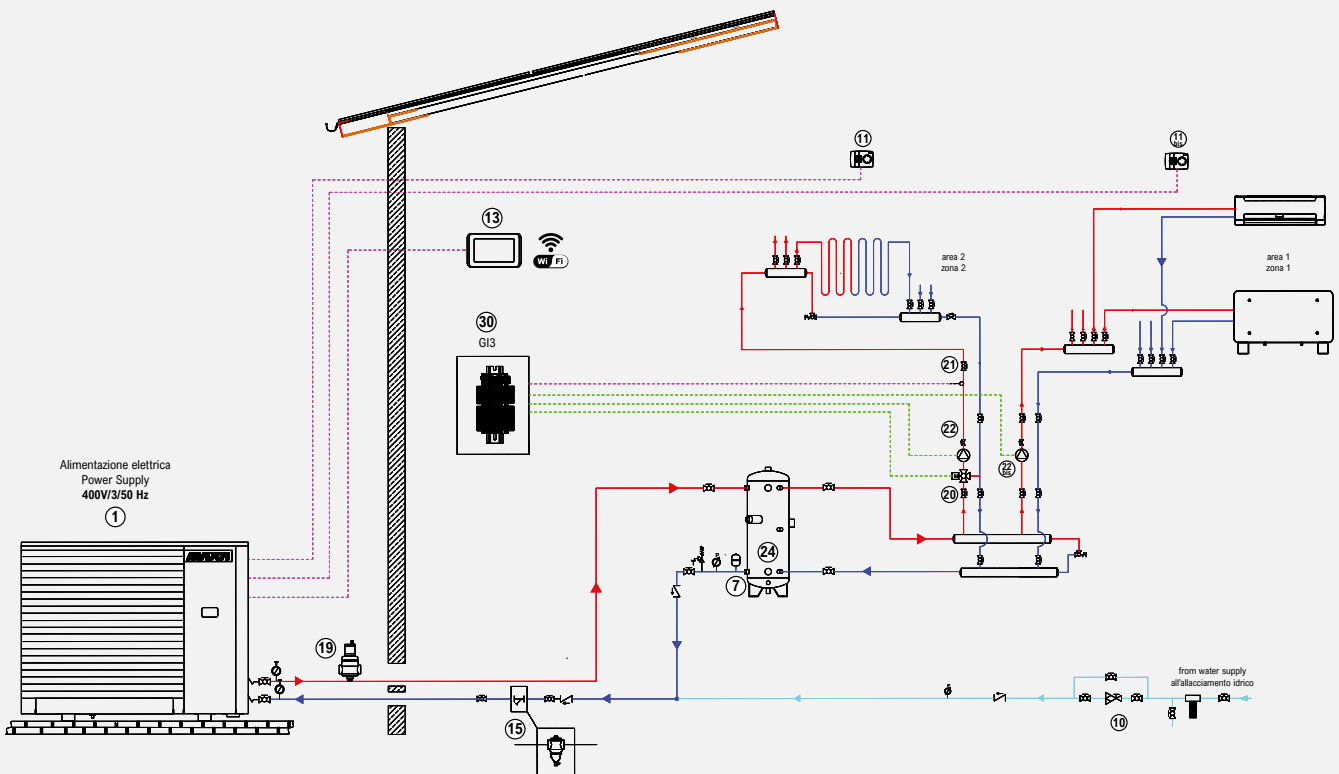 11
11
bis
13
Wi Fi
area 2
zona 2
area 1
zona 1
30
GI3
21
22
22
bis
20
Alimentazione elettrica
Power Supply
400V/3/50 Hz
1
M
24
7
19
from water supply
all'allacciamento idrico
15
10